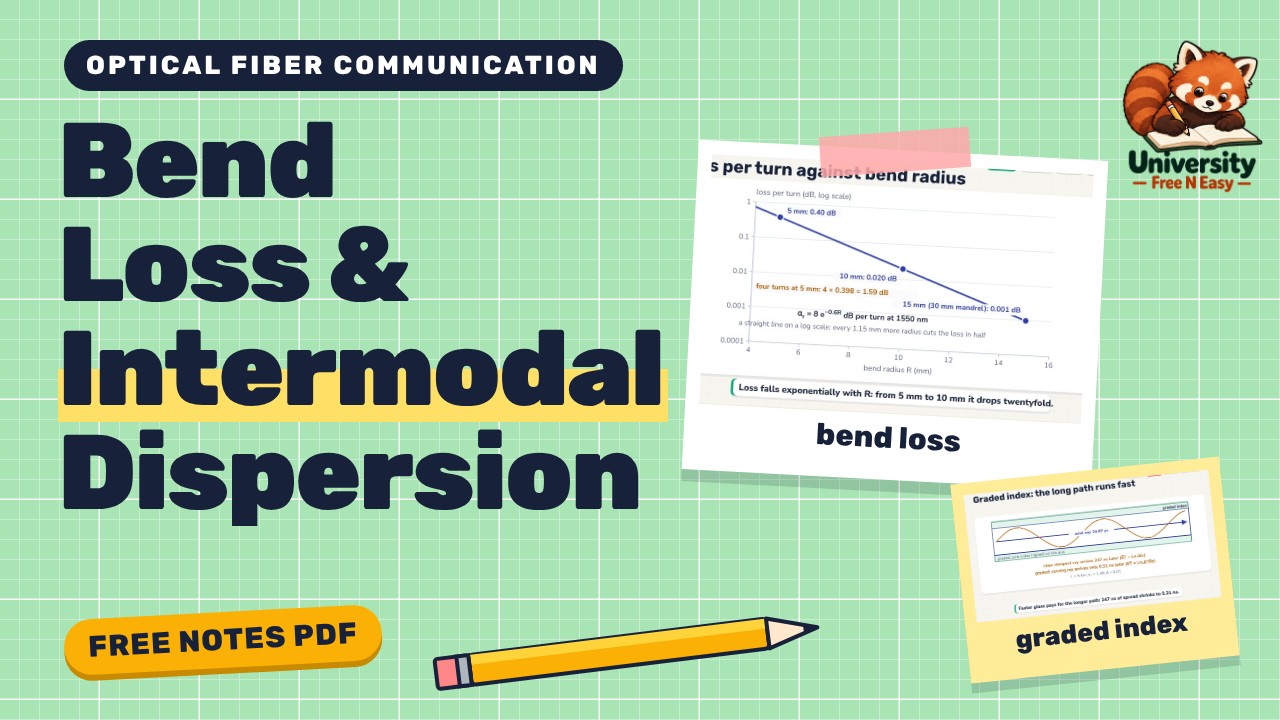 OPTICAL FIBER COMMUNICATION
Bend
Loss &
Intermodal
Dispersion
FREE NOTES PDF
University
Free N Easy
s per turn against bend radius
loss per turn (dB, log scale)
1
0.1
0.01
0.001
0.0001
5 mm: 0.40 dB
10 mm: 0.020 dB
four turns at 5 mm: 4 × 0.398 = 1.59 dB
15 mm (30 mm mandrel): 0.001 dB
= 8 e^-0.6R dB per turn at 1550 nm
a straight line on a log scale: every 1.15 mm more radius cuts the loss in half
4 6 8 10 12 14 16
bend radius R (mm)
Loss falls exponentially with R: from 5 mm to 10 mm it drops twentyfold.
bend loss
Graded index: the long path runs fast
graded index
Faster glass pays for the longer path: 247 ns of spread shrinks to 0.31 ns.
graded index